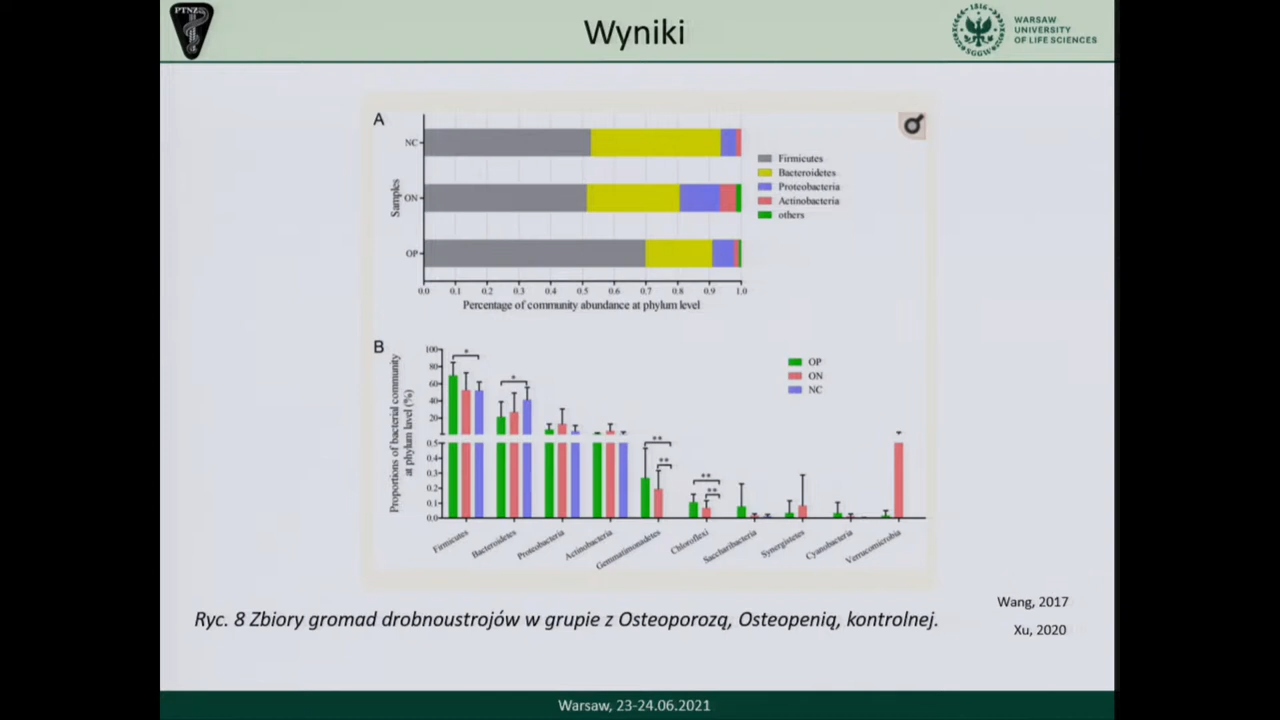 PTNZ
Wyniki
1816
SGGW
WARSAW
UNIVERSITY
OF LIFE SCIENCES
A
Samples
NC
ON
OP
0.0 0.1 0.2 0.3 0.4 0.5 0.6 0.7 0.8 0.9 1.0
Percentage of community abundance at phylum level
Firmicutes
Bacteroidetes
Proteobacteria
Actinobacteria
others
B
Proportions of bacterial community
at phylum lavel (%)
100
80
60
40
20
0.5
0.4
0.3
0.2
0.1
0.0
*
*
**
**
**
**
OP
ON
NC
Firmicutes
Bacteroidetes
Proteobacteria
Actinobacteria
Gemmatimonadetes
Chloroflexi
Saccharibacteria
Synergistetes
Cyanobacteria
Verrucomicrobia
Ryc. 8 Zbiory gromad drobnoustrojów w grupie z Osteoporozą, Osteopenią, kontrolnej.
Wang, 2017
Xu, 2020
Warsaw, 23-24.06.2021